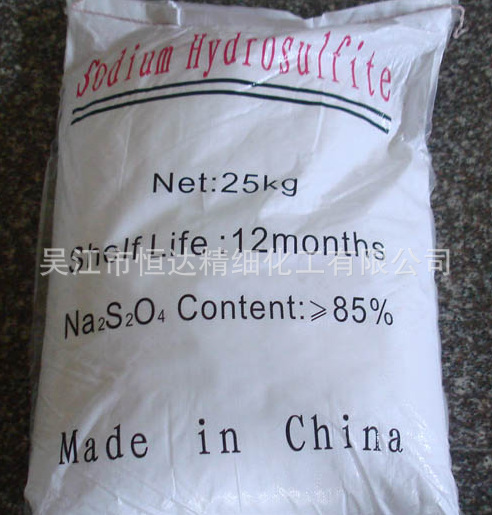 Sodium Hydrosulfite
Net:25kg
Shelf Life :12months
吴江市恒达精细化工有限公司
Na₂S₂O₄ Content:≥85%
Made in China